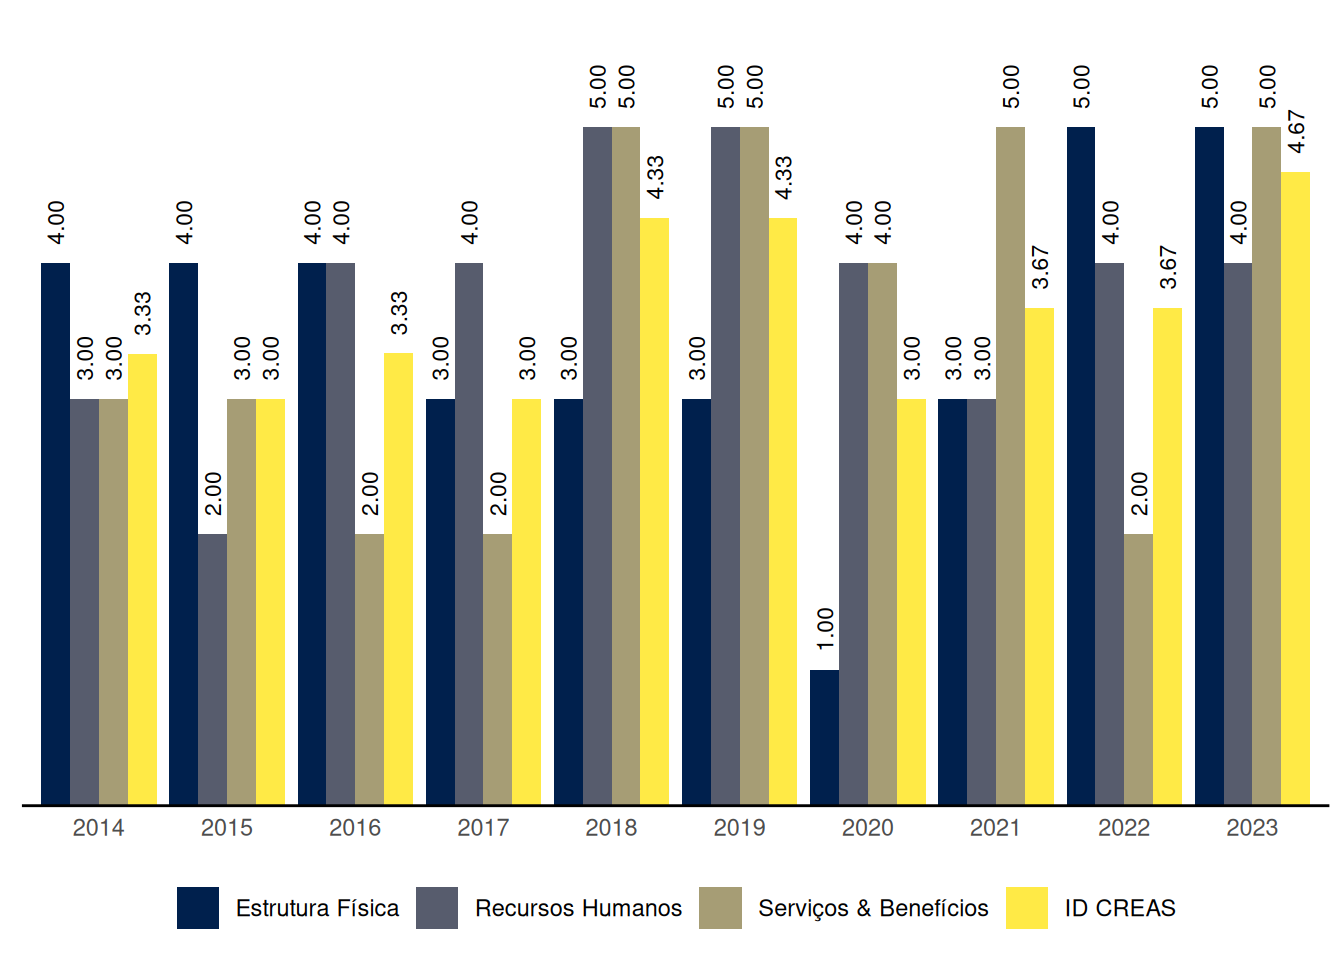 4.00 3.00 3.00 3.33 4.00 2.00 3.00 3.00 4.00 4.00 2.00 3.33 3.00 4.00 2.00 3.00 3.00 5.00 5.00 4.33 3.00 5.00 5.00 4.33 1.00 4.00 4.00 3.00 3.00 3.00 5.00 3.67 5.00 4.00 2.00 3.67 5.00 4.00 5.00 4.67
2014 2015 2016 2017 2018 2019 2020 2021 2022 2023
Estrutura Física Recursos Humanos Serviços & Benefícios ID CREAS